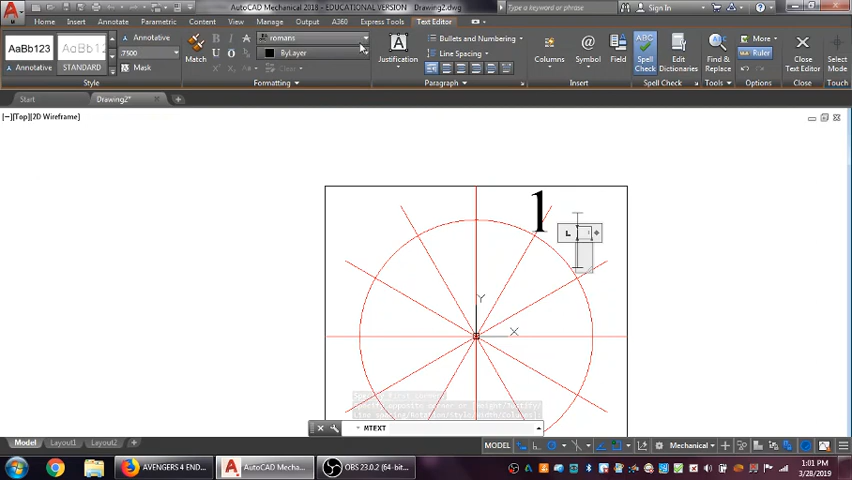 AutoCAD Mechanical 2018 - EDUCATIONAL VERSION    Drawing2.dwg
Type a keyword or phrase
Sign In
Home Insert Annotate Parametric Content View Manage Output A360 Express Tools Text Editor
AaBb123
Annotative
AaBb123
STANDARD
Annotative
.7500
Mask
Style
Match
romans
ByLayer
Clear
Formatting
Justification
Bullets and Numbering
Line Spacing
Paragraph
Columns
Symbol
Field
Insert
Spell
Check
Edit
Dictionaries
Spell Check
Find &
Replace
Tools
More
Ruler
Options
Close
Text Editor
Close
Select
Mode
Touch
Start
Drawing2*
[−][Top][2D Wireframe]
1
L
Y
X
MTEXT
Model Layout1 Layout2
MODEL
Mechanical
AVENGERS 4 END...
AutoCAD Mecha...
OBS 23.0.2 (64-bit...
1:01 PM
3/28/2019